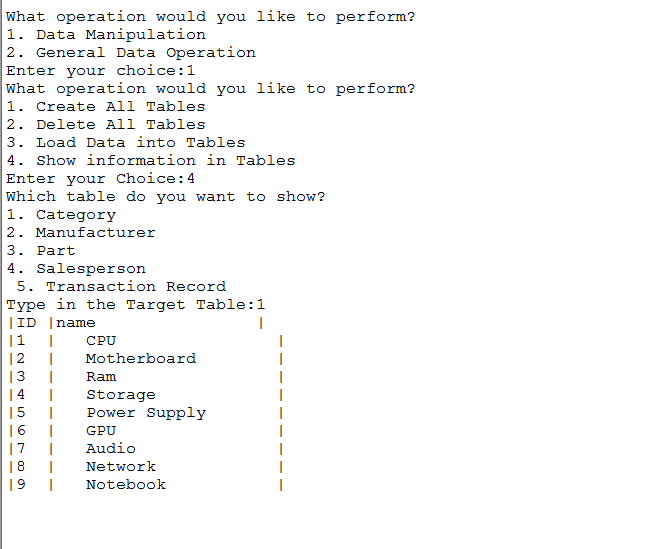 What operation would you like to perform?
1. Data Manipulation
2. General Data Operation
Enter your choice:1
What operation would you like to perform?
1. Create All Tables
2. Delete All Tables
3. Load Data into Tables
4. Show information in Tables
Enter your Choice:4
Which table do you want to show?
1. Category
2. Manufacturer
3. Part
4. Salesperson
 5. Transaction Record
Type in the Target Table:1
|ID |name                |
|1  |   CPU                |
|2  |   Motherboard        |
|3  |   Ram                |
|4  |   Storage            |
|5  |   Power Supply       |
|6  |   GPU                |
|7  |   Audio              |
|8  |   Network            |
|9  |   Notebook           |